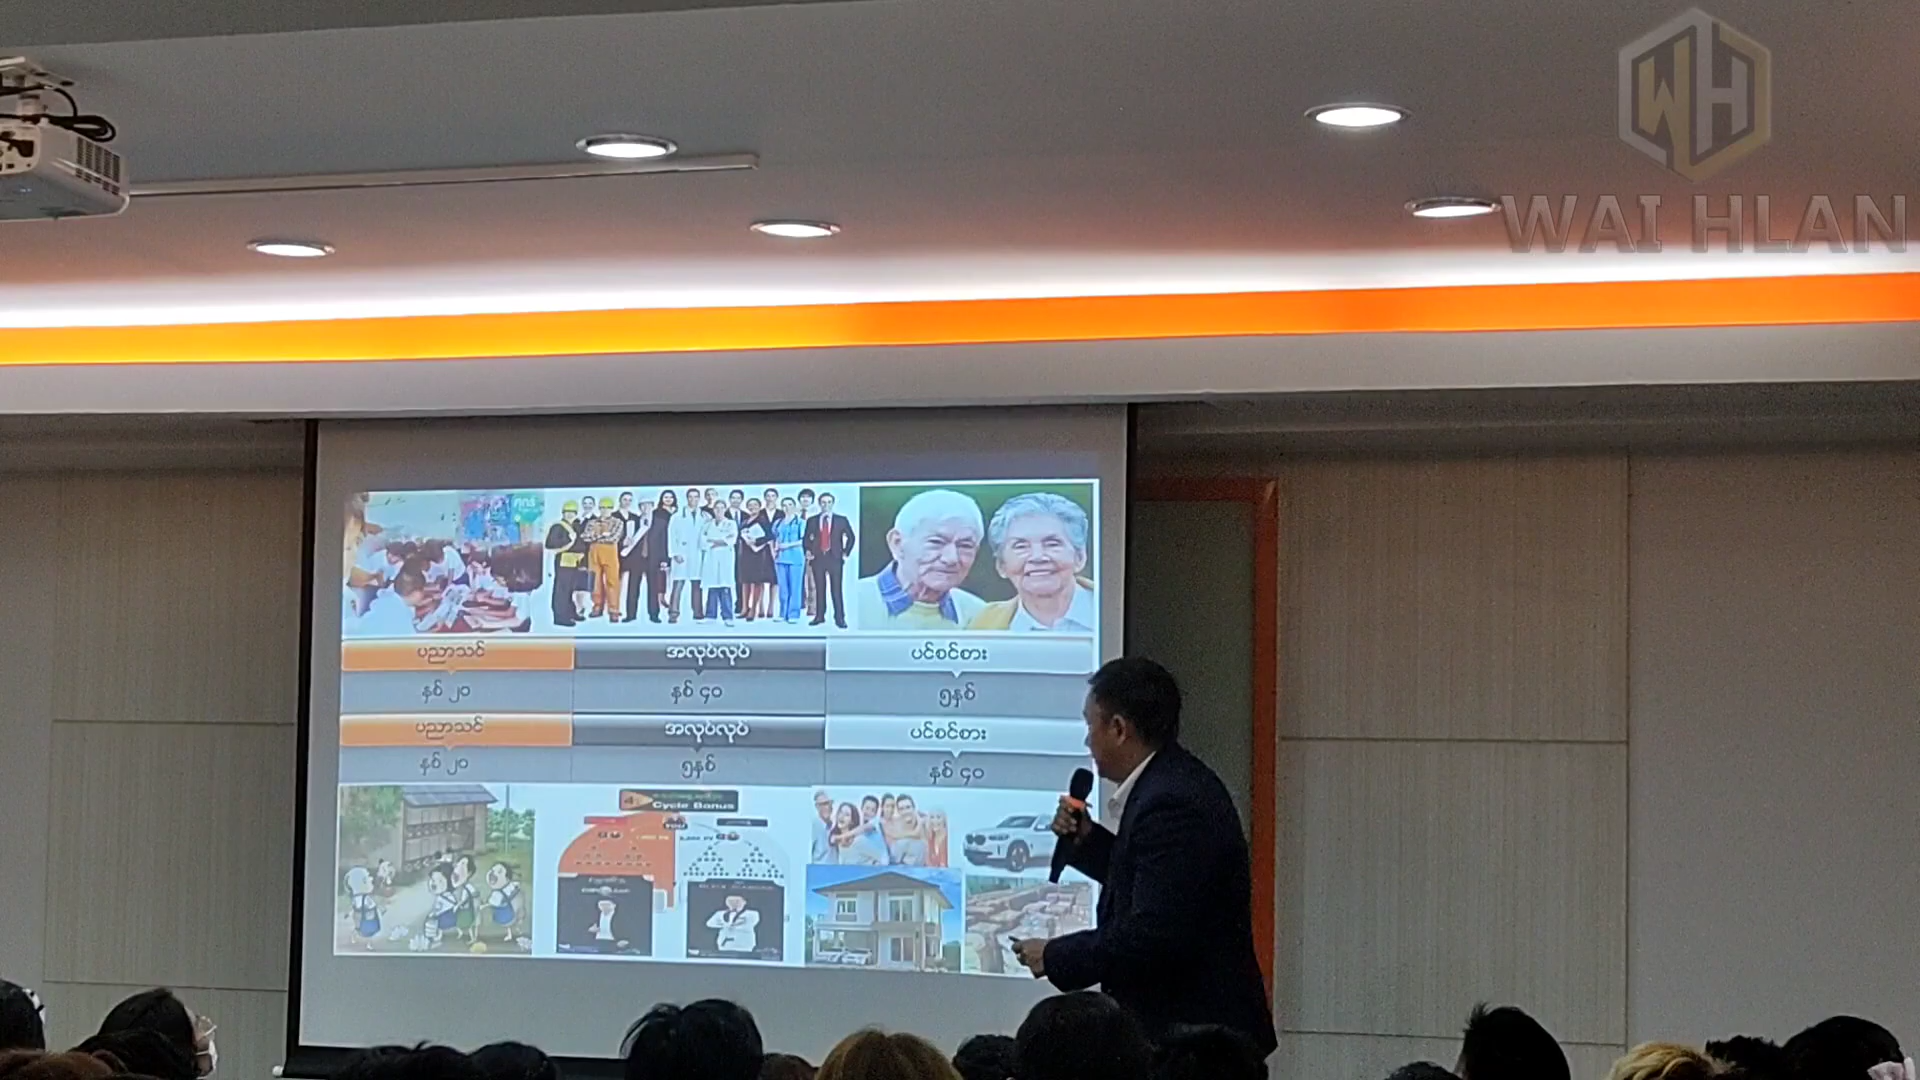 WH
WAI HLAN
ပညာသင်
အလုပ်လုပ်
ပင်စင်စား
နှစ် ၂၀
နှစ် ၄၀
၅နှစ်
ပညာသင်
အလုပ်လုပ်
ပင်စင်စား
နှစ် ၂၀
၅နှစ်
နှစ် ၄၀
Cycle Bonus
YOU